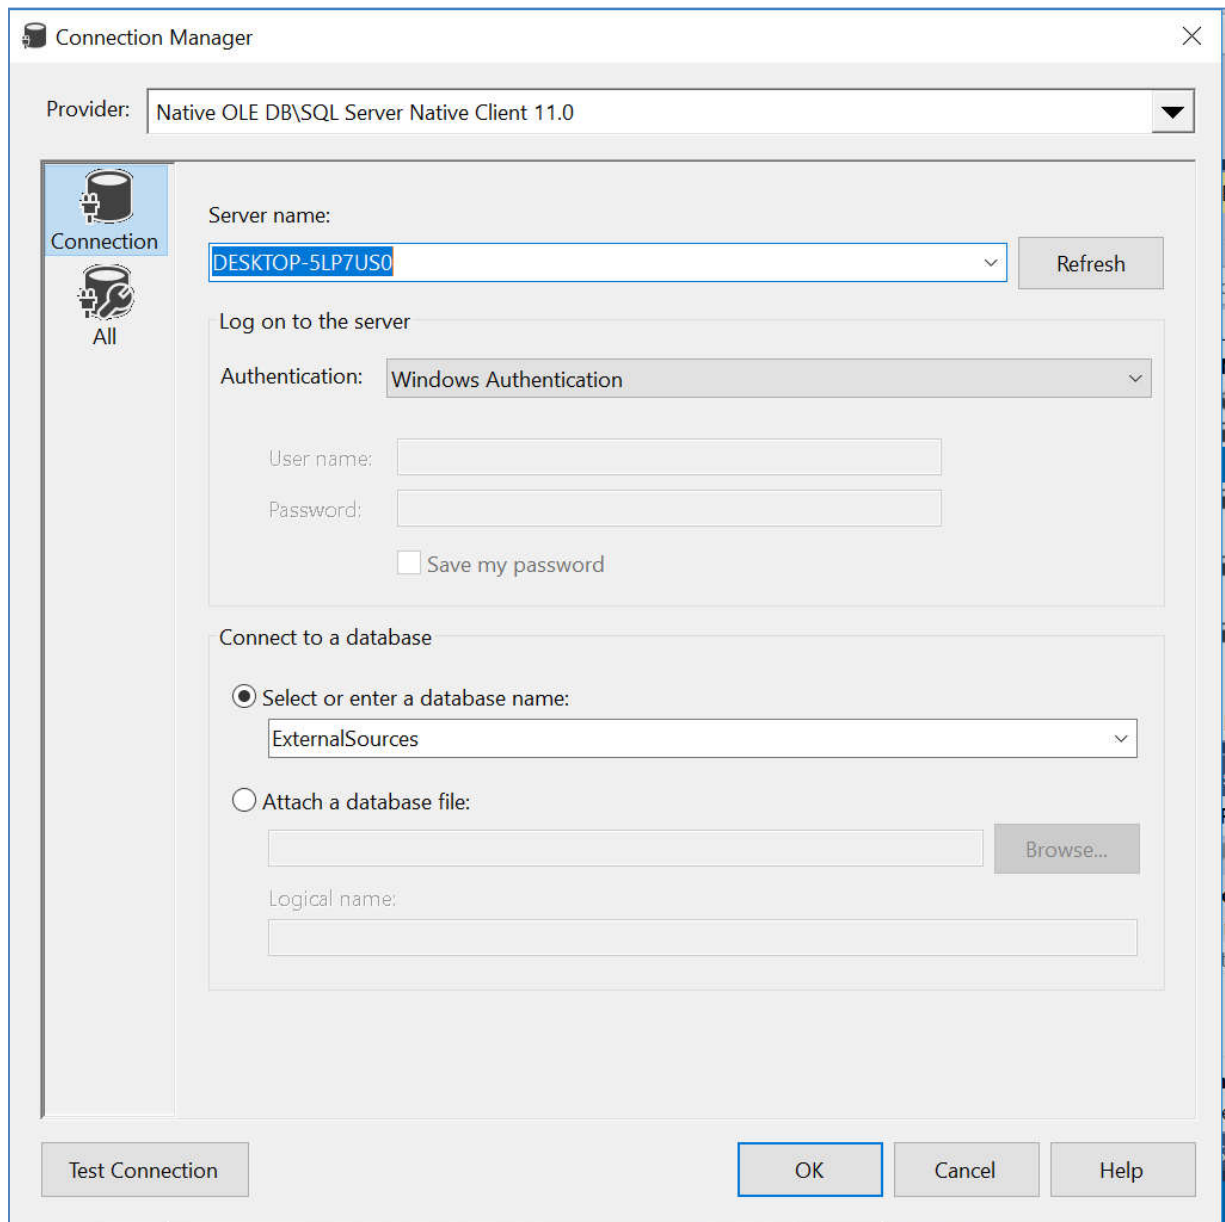 Connection Manager
Provider: Native OLE DB\SQL Server Native Client 11.0
Connection
All
Server name:
DESKTOP-5LP7US0
Refresh
Log on to the server
Authentication: Windows Authentication
User name:
Password:
Save my password
Connect to a database
Select or enter a database name:
ExternalSources
Attach a database file:
Browse...
Logical name:
Test Connection OK Cancel Help